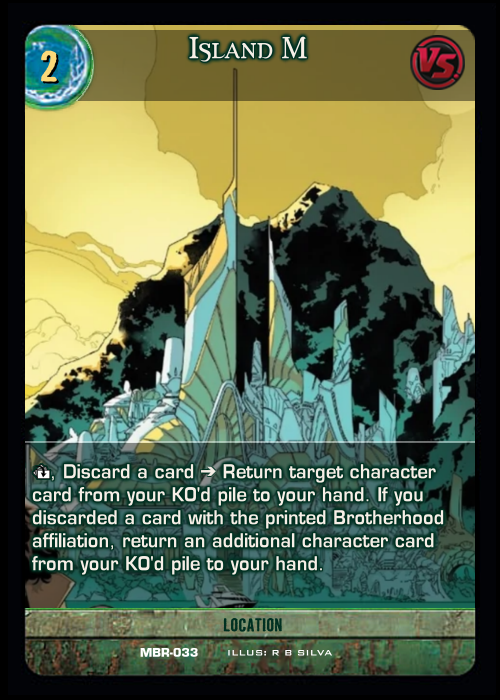 2
Island M
VS
, Discard a card ➔ Return target character
card from your KO'd pile to your hand. If you
discarded a card with the printed Brotherhood
affiliation, return an additional character card
from your KO'd pile to your hand.
LOCATION
MBR-033 ILLUS: R B SILVA